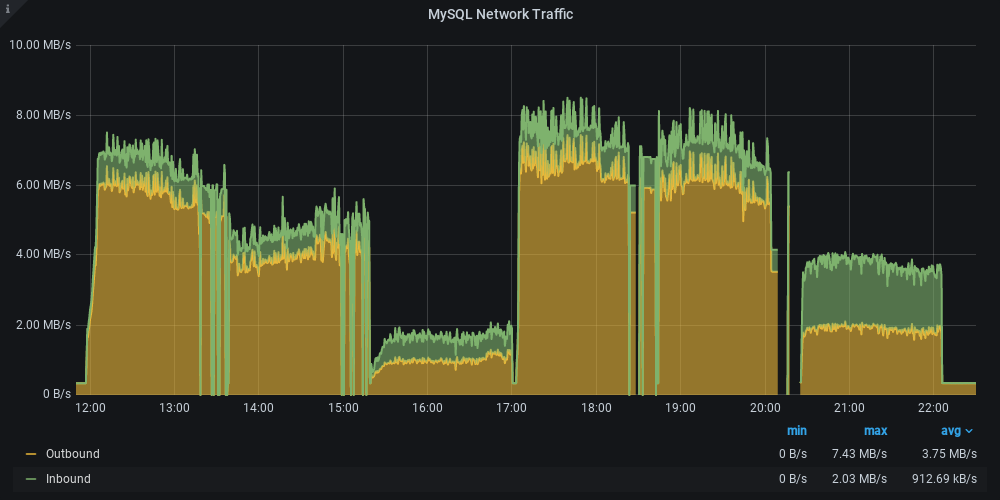 i
MySQL Network Traffic
10.00 MB/s
8.00 MB/s
6.00 MB/s
4.00 MB/s
2.00 MB/s
0 B/s
12:00 13:00 14:00 15:00 16:00 17:00 18:00 19:00 20:00 21:00 22:00
min max avg
Outbound 0 B/s 7.43 MB/s 3.75 MB/s
Inbound 0 B/s 2.03 MB/s 912.69 kB/s